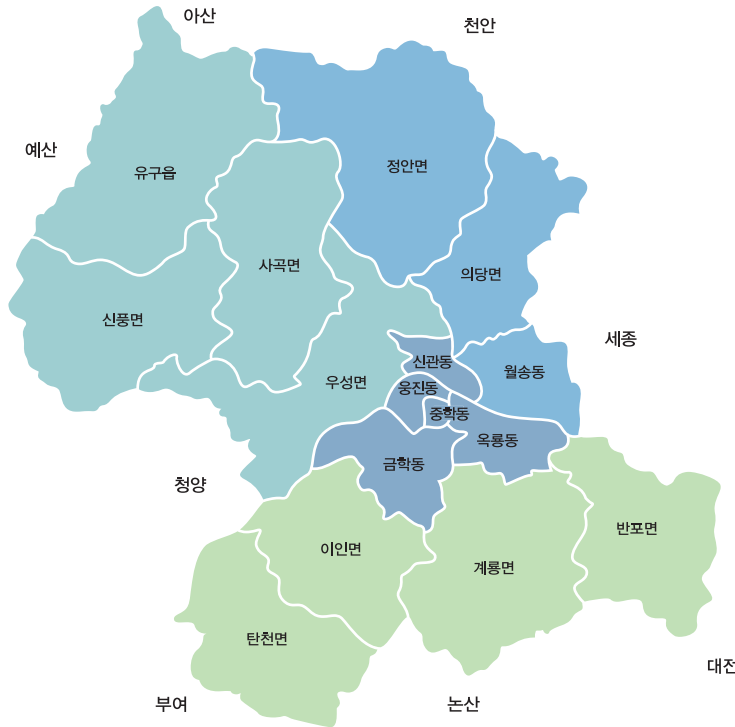 아산
천안
예산
유구읍
정안면
사곡면
의당면
신풍면
세종
신관동
월송동
우성면
웅진동
중학동
옥룡동
금학동
청양
반포면
이인면
계룡면
탄천면
대전
부여
논산